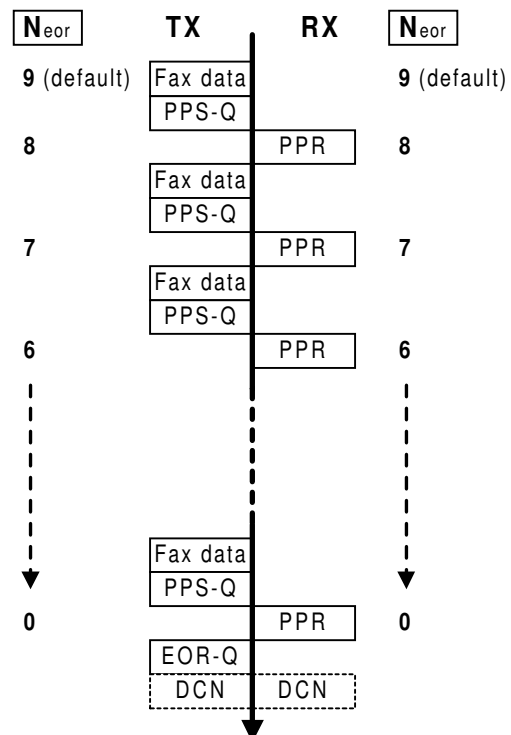 Neor TX RX Neor
9 (default) Fax data 9 (default)
PPS-Q
8 PPR 8
Fax data
PPS-Q
7 PPR 7
Fax data
PPS-Q
6 PPR 6
Fax data
PPS-Q
0 PPR 0
EOR-Q
DCN DCN